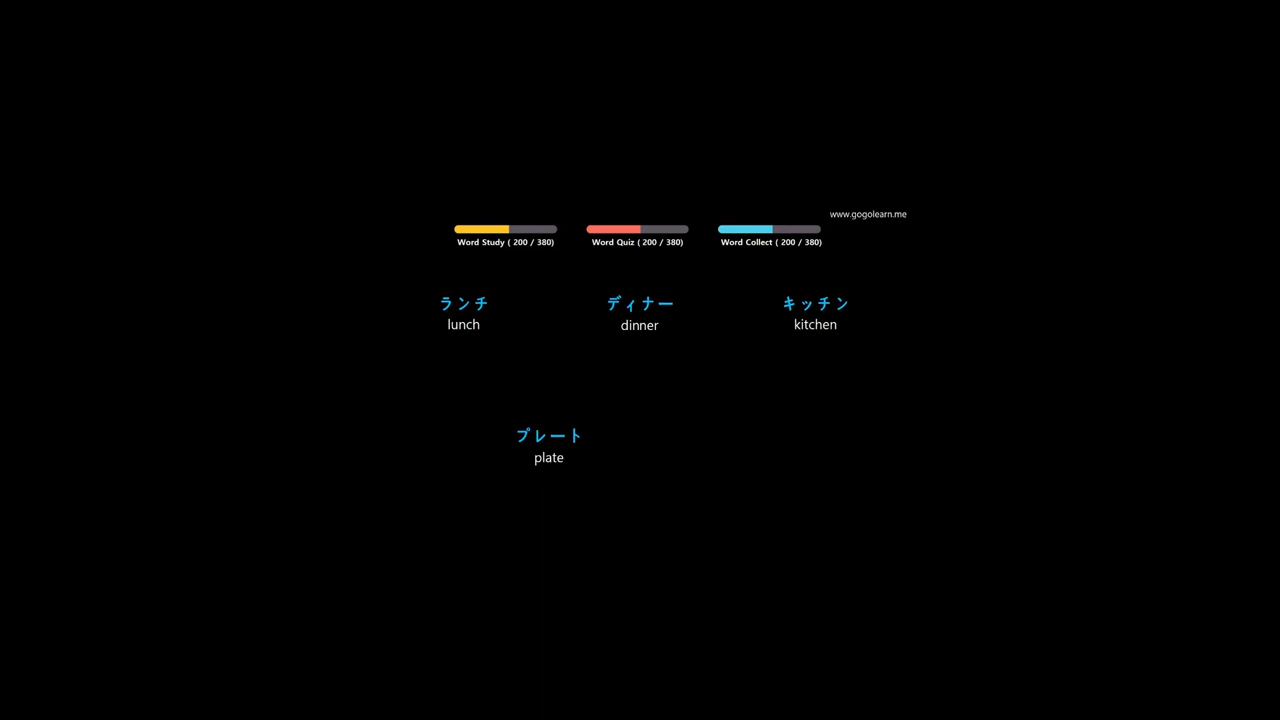 www.gogolearn.me
Word Study ( 200 / 380)
Word Quiz ( 200 / 380)
Word Collect ( 200 / 380)
ランチ
lunch
ディナー
dinner
キッチン
kitchen
プレート
plate